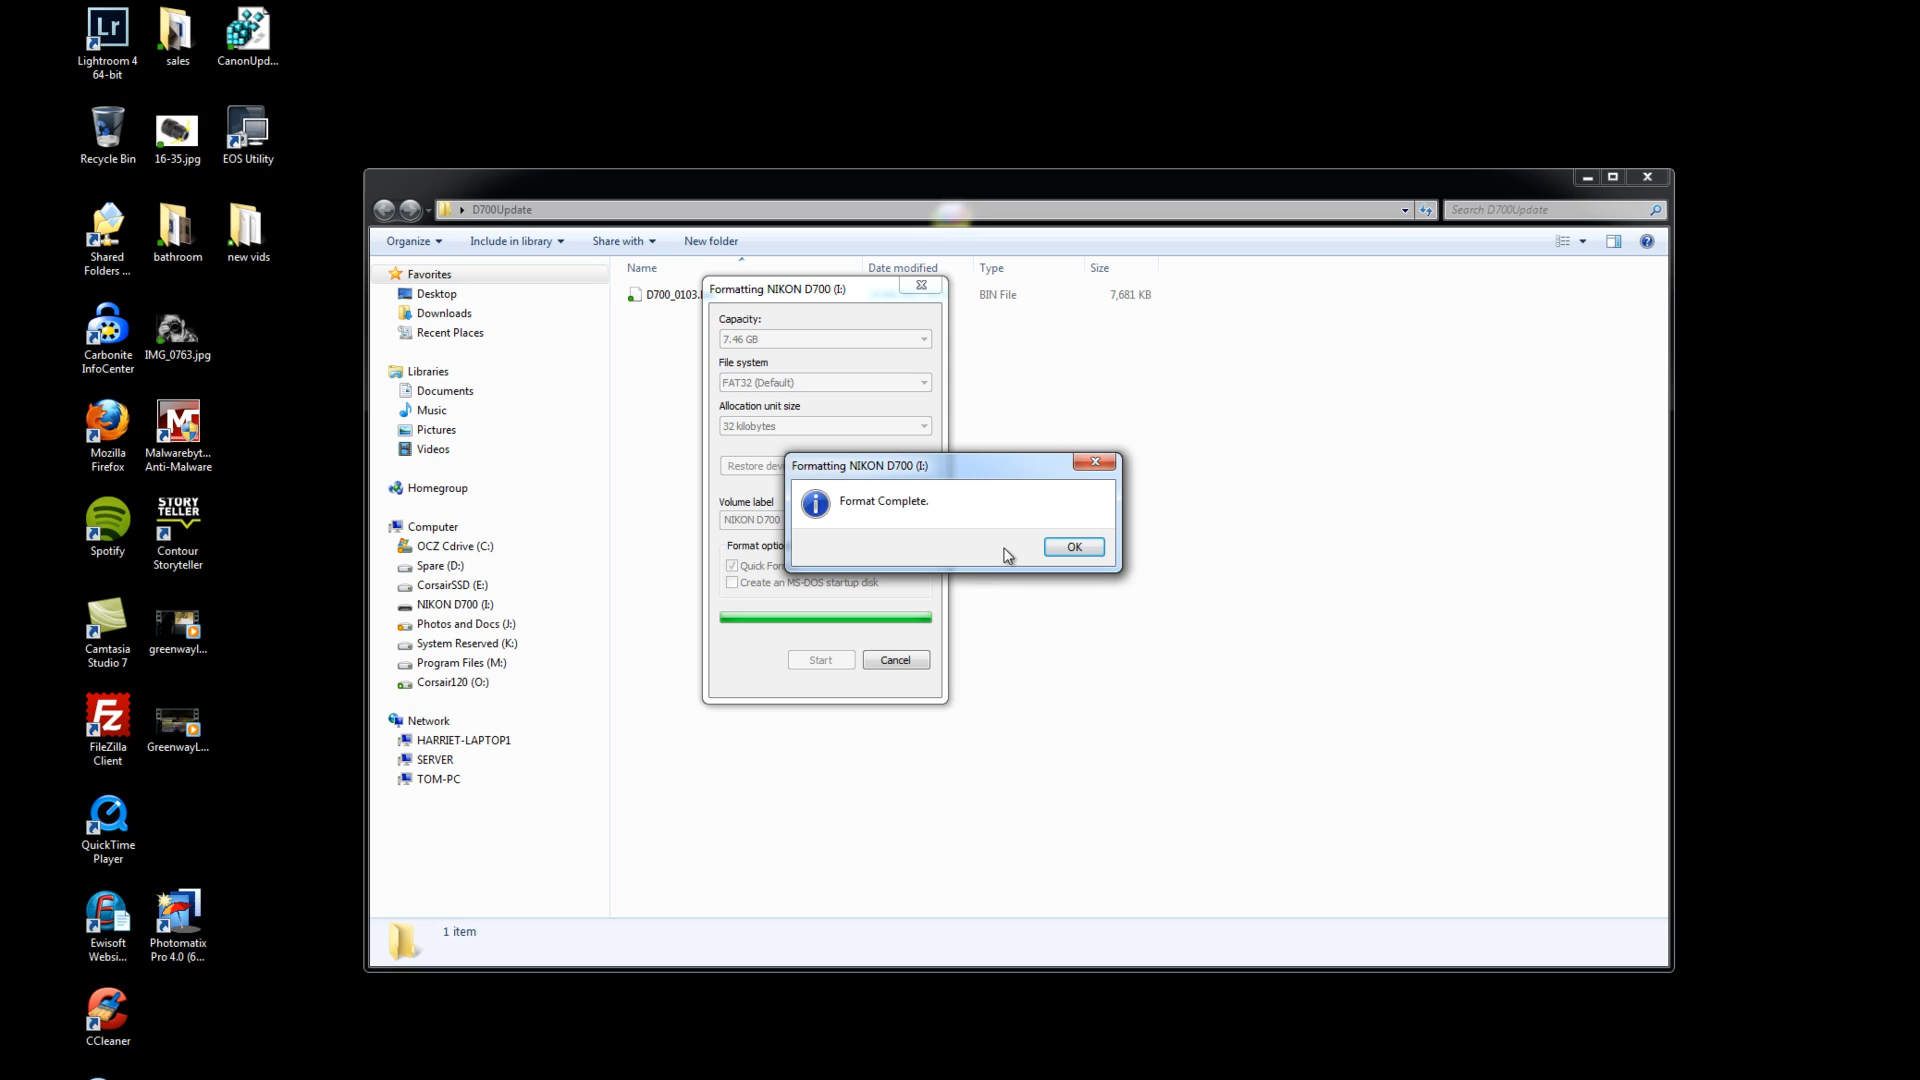 Lightroom 4
64-bit
sales
CanonUpd...
Recycle Bin
16-35.jpg
EOS Utility
Shared
Folders ...
bathroom
new vids
Carbonite
InfoCenter
IMG_0763.jpg
Mozilla
Firefox
Malwarebyt...
Anti-Malware
Spotify
STORY
TELLER
Contour
Storyteller
Camtasia
Studio 7
greenwayl...
FileZilla
Client
GreenwayL...
QuickTime
Player
Ewisoft
Websi...
Photomatix
Pro 4.0 (6...
CCleaner
D700Update
Search D700Update
Organize
Include in library
Share with
New folder
Favorites
Desktop
Downloads
Recent Places
Libraries
Documents
Music
Pictures
Videos
Homegroup
Computer
OCZ Cdrive (C:)
Spare (D:)
CorsairSSD (E:)
NIKON D700 (I:)
Photos and Docs (J:)
System Reserved (K:)
Program Files (M:)
Corsair120 (O:)
Network
HARRIET-LAPTOP1
SERVER
TOM-PC
Name
Date modified
Type
Size
D700_0103.
BIN File
7,681 KB
Formatting NIKON D700 (I:)
Capacity:
7.46 GB
File system
FAT32 (Default)
Allocation unit size
32 kilobytes
Restore
Volume label
NIKON D700
Format
Quick
Create an MS-DOS startup disk
Start
Cancel
Formatting NIKON D700 (I:)
Format Complete.
OK
1 item